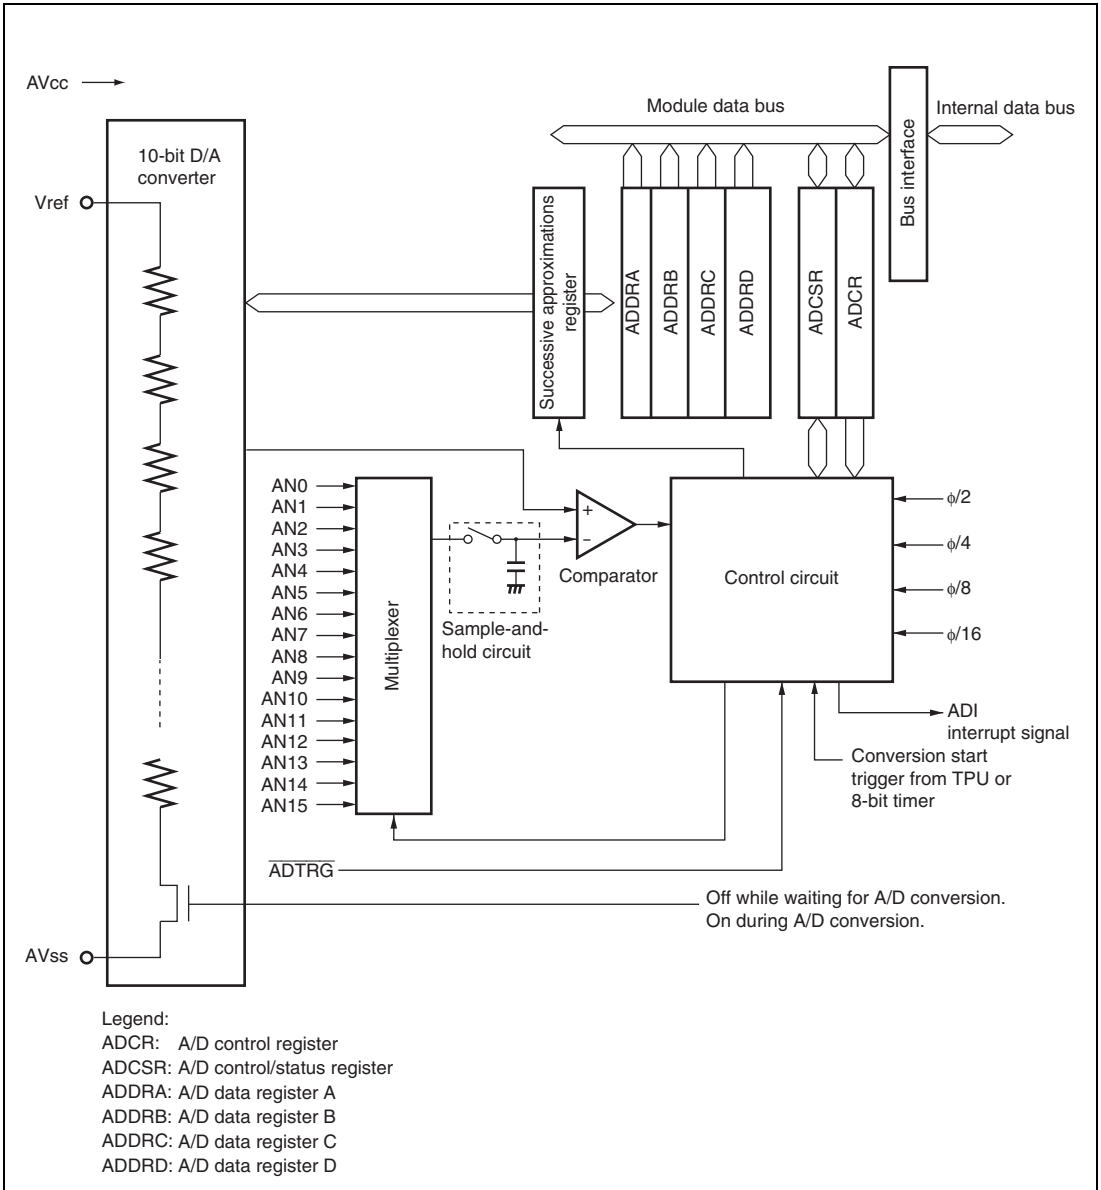 AVcc
Module data bus
Internal data bus
10-bit D/A
converter
Vref
Bus interface
Successive approximations
register
ADDRA
ADDRB
ADDRC
ADDRD
ADCSR
ADCR
AN0
AN1
AN2
AN3
AN4
AN5
AN6
AN7
AN8
AN9
AN10
AN11
AN12
AN13
AN14
AN15
Multiplexer
Sample-and-
hold circuit
+
−
Comparator
Control circuit
ϕ/2
ϕ/4
ϕ/8
ϕ/16
ADI
interrupt signal
Conversion start
trigger from TPU or
8-bit timer
ADTRG
Off while waiting for A/D conversion.
On during A/D conversion.
AVss
Legend:
ADCR: A/D control register
ADCSR: A/D control/status register
ADDRA: A/D data register A
ADDRB: A/D data register B
ADDRC: A/D data register C
ADDRD: A/D data register D